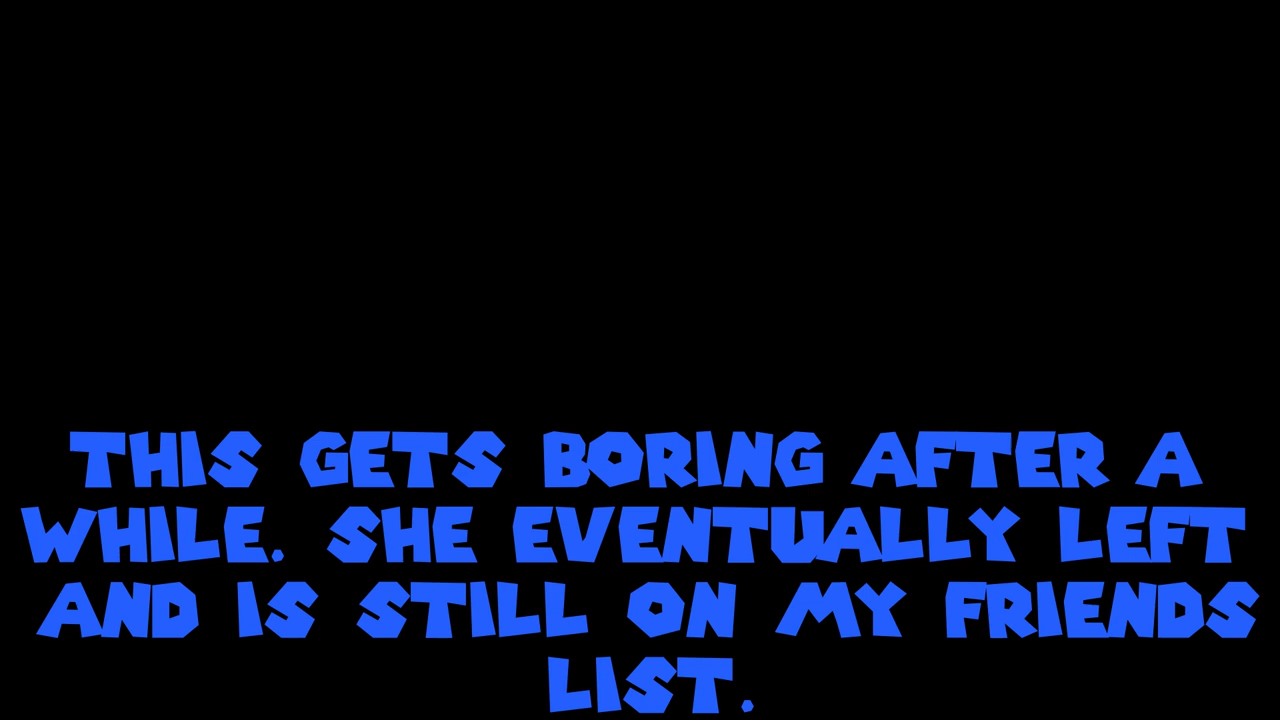 THIS GETS BORING AFTER A
WHILE. SHE EVENTUALLY LEFT
AND IS STILL ON MY FRIENDS
LIST.